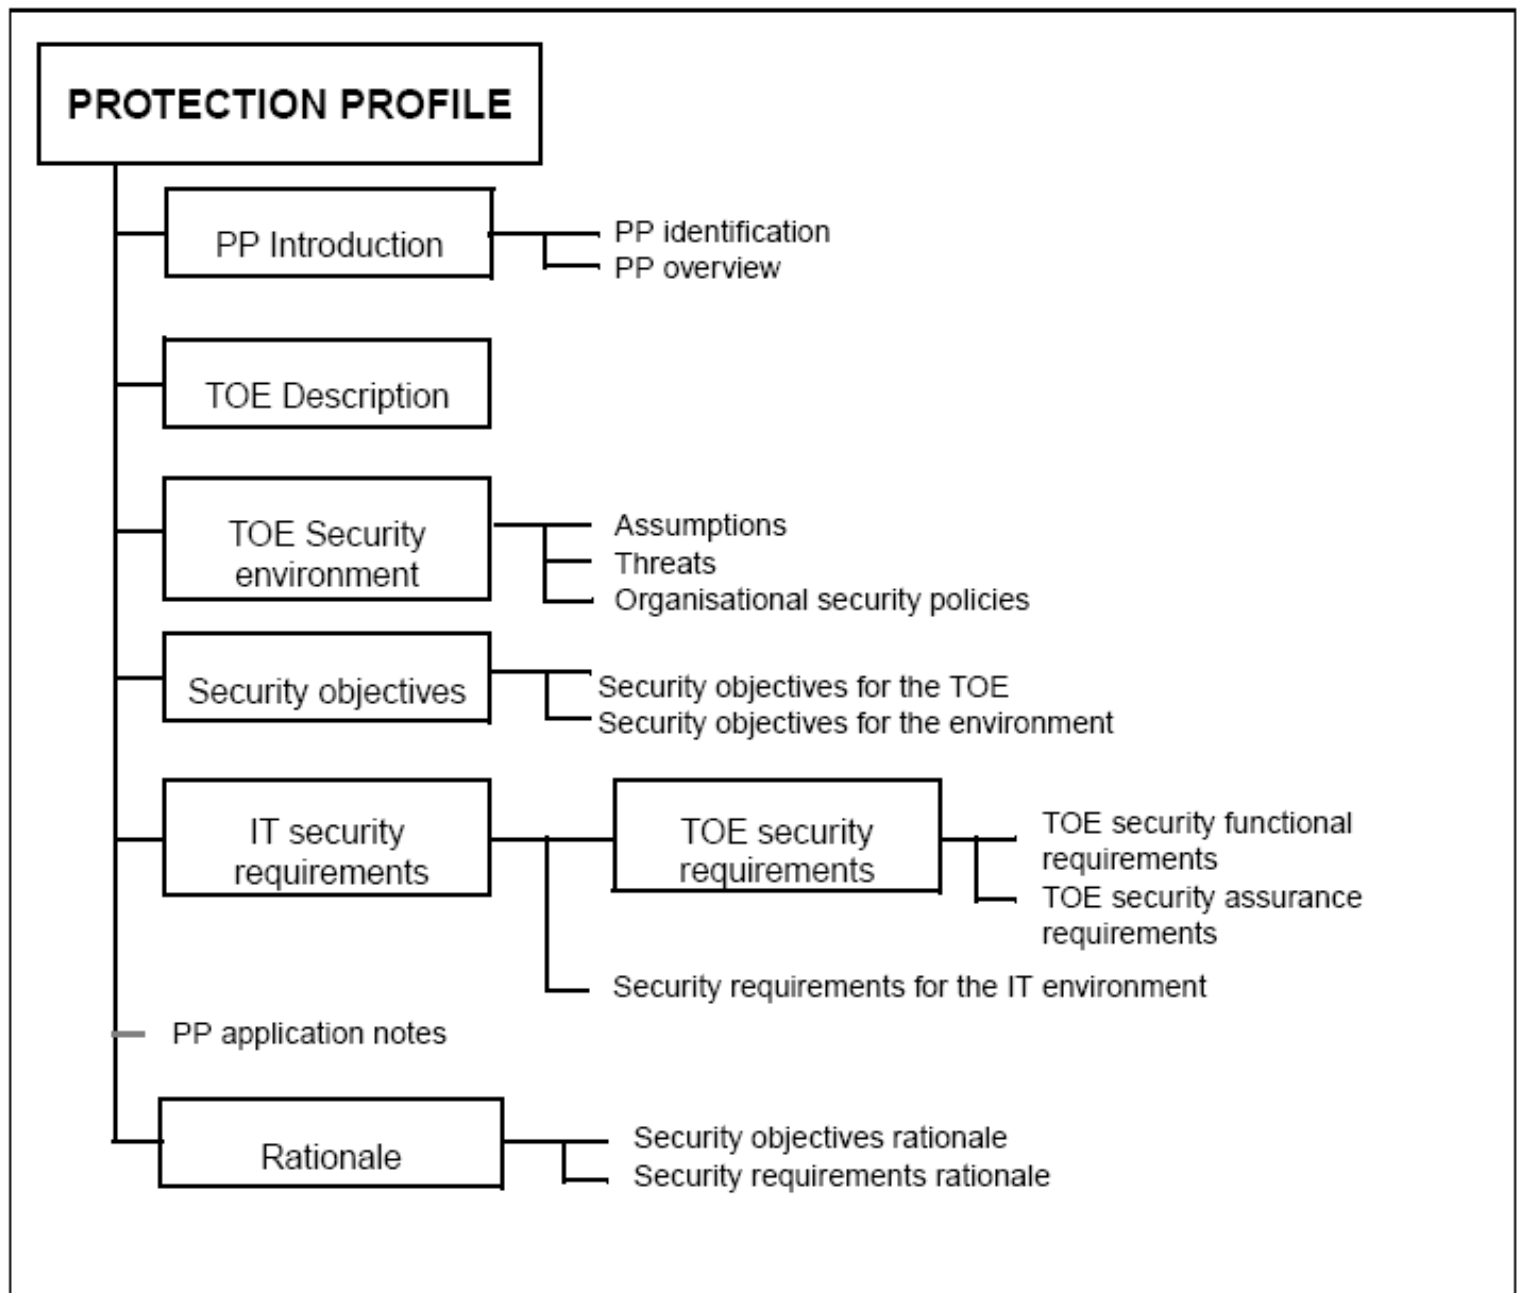 PROTECTION PROFILE
PP Introduction
PP identification
PP overview
TOE Description
TOE Security
environment
Assumptions
Threats
Organisational security policies
Security objectives
Security objectives for the TOE
Security objectives for the environment
IT security
requirements
TOE security
requirements
TOE security functional
requirements
TOE security assurance
requirements
Security requirements for the IT environment
PP application notes
Rationale
Security objectives rationale
Security requirements rationale